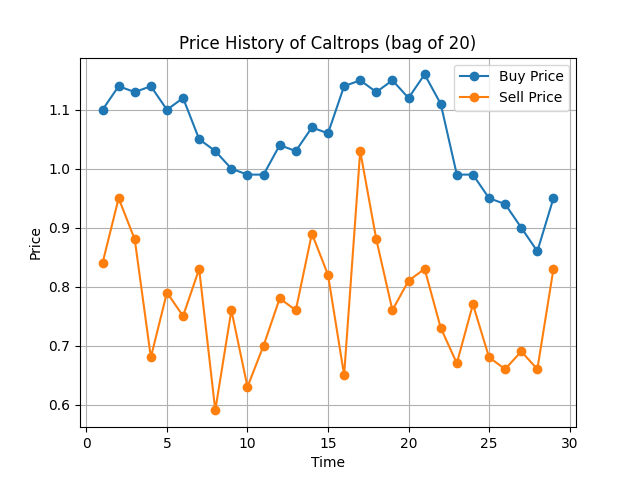 Price History of Caltrops (bag of 20)
Buy Price
Sell Price
Price
1.1
1.0
0.9
0.8
0.7
0.6
0 5 10 15 20 25 30
Time